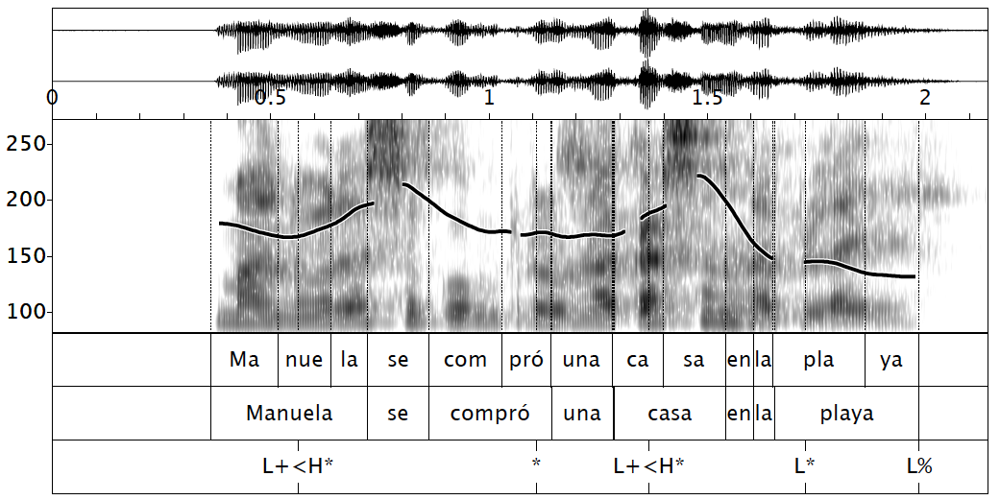 0 0.5 1 1.5 2
250
200
150
100
Ma nue la se com pró una ca sa en la pla ya
Manuela se compró una casa en la playa
L+<H* * L+<H* L* L%